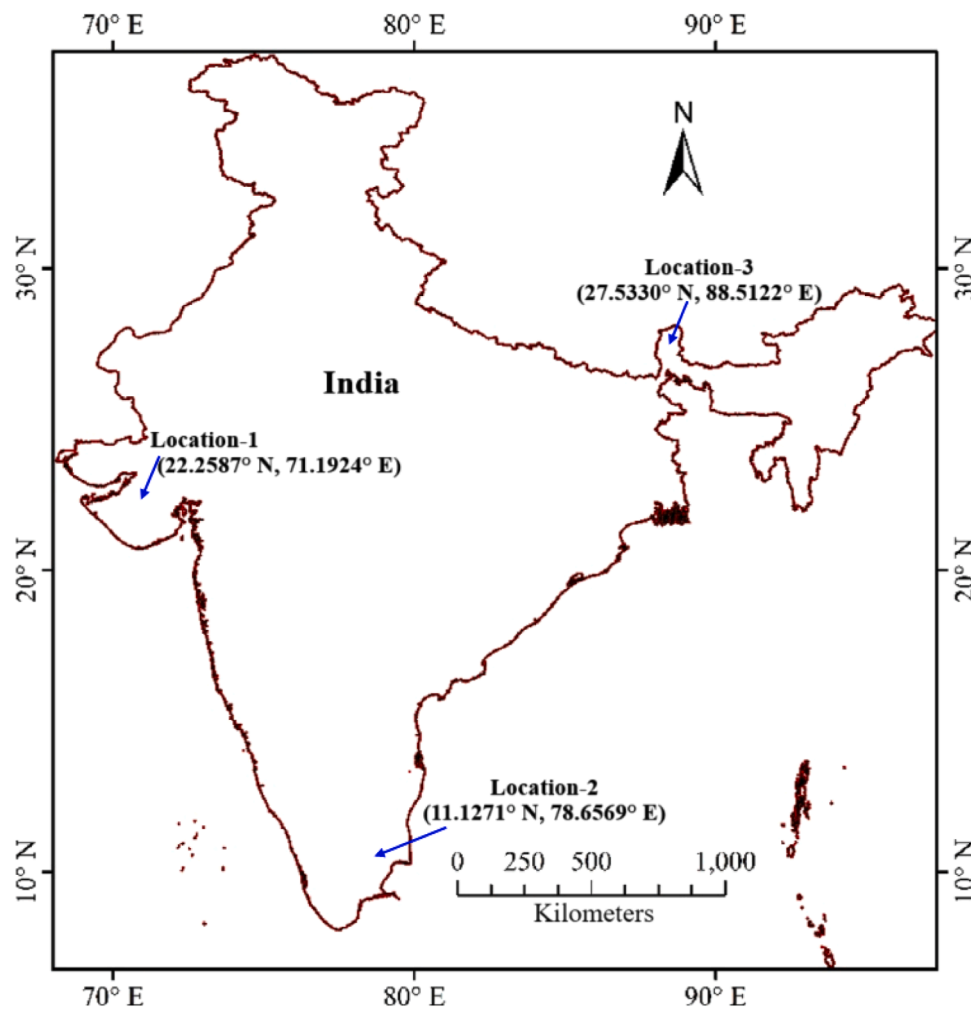 70° E 80° E 90° E
N
30° N 30° N
Location-3
(27.5330° N, 88.5122° E)
India
Location-1
(22.2587° N, 71.1924° E)
20° N 20° N
Location-2
(11.1271° N, 78.6569° E)
0 250 500 1,000
10° N 10° N
Kilometers
70° E 80° E 90° E